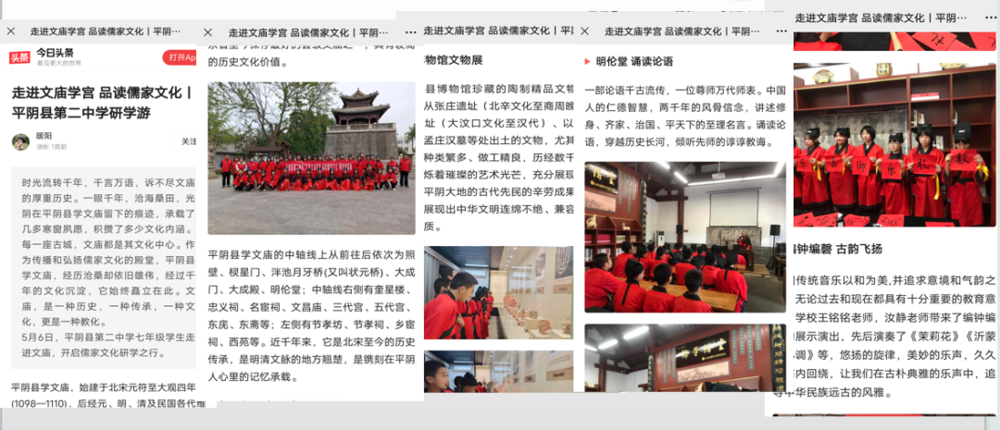 走进文庙学宫 品读儒家文化丨平阴…
头条
今日头条
看见更大的世界
打开Ap
走进文庙学宫 品读儒家文化丨
平阴县第二中学研学游
暖阳
1周前
关注
时光流转千年，千言万语，诉不尽文庙
的厚重历史。一眼千年，沧海桑田，光
阴在平阴县学文庙留下的痕迹，承载了
几多寒窗夙愿，积攒了多少文化内涵。
每一座古城，文庙都是其文化中心。作
为传播和弘扬儒家文化的殿堂，平阴县
学文庙，经历沧桑却依旧雄伟，经过千
年的文化沉淀，它始终矗立在此。文
庙，是一种历史，一种传承，一种文
化，更是一种教化。
5月6日，平阴县第二中学七年级学生走
进文庙，开启儒家文化研学之行。
平阴县学文庙，始建于北宋元符至大观四年
(1098—1110)，后经元、明、清及民国各代
走进文庙学宫 品读儒家文化丨平阴…
的历史文化价值。
平阴县学文庙的中轴线上从前往后依次为照
壁、棂星门、泮池月牙桥(又叫状元桥)、大成
门、大成殿、明伦堂；中轴线右侧有奎星楼、
忠义祠、名宦祠、文昌庙、三代宫、五代宫、
东庑、东斋等；左侧有节孝坊、节孝祠、乡宦
祠、西苑等。近千年来，它是北宋至今的历史
传承，是明清文脉的地方翘楚，是镌刻在平阴
人心里的记忆承载。
走进文庙学宫 品读儒家文化丨平阴…
物馆文物展
县博物馆珍藏的陶制精品文物
从张庄遗址（北辛文化至商周晚
址（大汶口文化至汉代）、以
孟庄汉墓等处出土的文物，尤其
种类繁多、做工精良，历经数千
烁着璀璨的艺术光芒，充分展现
平阴大地的古代先民的辛劳成果
展现出中华文明连绵不绝、兼容
质。
走进文庙学宫 品读儒家文化丨平阴…
明伦堂 诵读论语
一部论语千古流传，一位尊师万代师表。中国
人的仁德智慧，两千年的风骨信念，讲述修
身、齐家、治国、平天下的至理名言。诵读论
语，穿越历史长河，倾听先师的谆谆教诲。
走进文庙学宫 品读儒家文化丨平阴…
师
乐
礼
教
钟编磬 古韵飞扬
传统音乐以和为美,并追求意境和气韵之
无论过去和现在都具有十分重要的教育意
学校王铭铭老师，汝静老师带来了编钟编
展示演出，先后演奏了《茉莉花》《沂蒙
调》等，悠扬的旋律，美妙的乐声，久久
内回绕，让我们在古朴典雅的乐声中，追
中华民族远古的风雅。